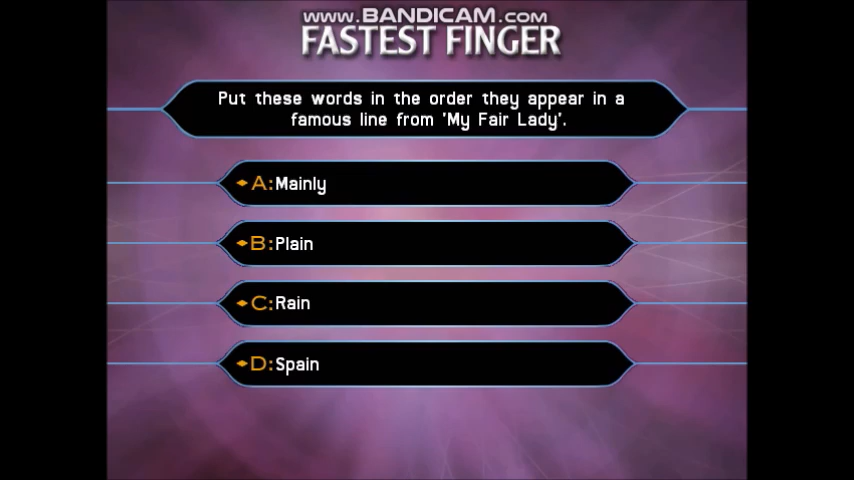 www.BANDICAM.com
FASTEST FINGER
Put these words in the order they appear in a
famous line from 'My Fair Lady'.
A:Mainly
B:Plain
C:Rain
D:Spain